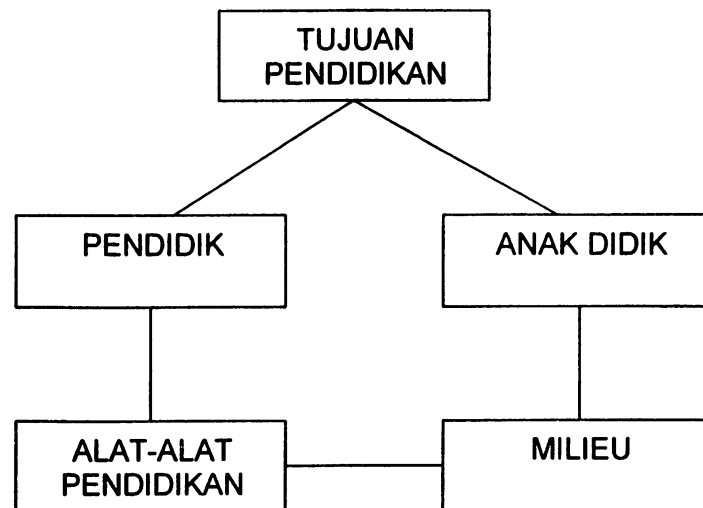 TUJUAN
PENDIDIKAN
PENDIDIK
ANAK DIDIK
ALAT-ALAT
PENDIDIKAN
MILIEU